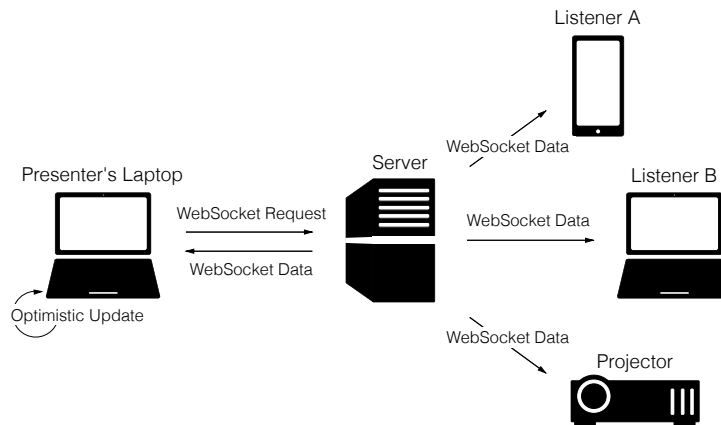 Listener A
WebSocket Data
Server
Presenter's Laptop
Listener B
WebSocket Request
WebSocket Data
WebSocket Data
Optimistic Update
WebSocket Data
Projector